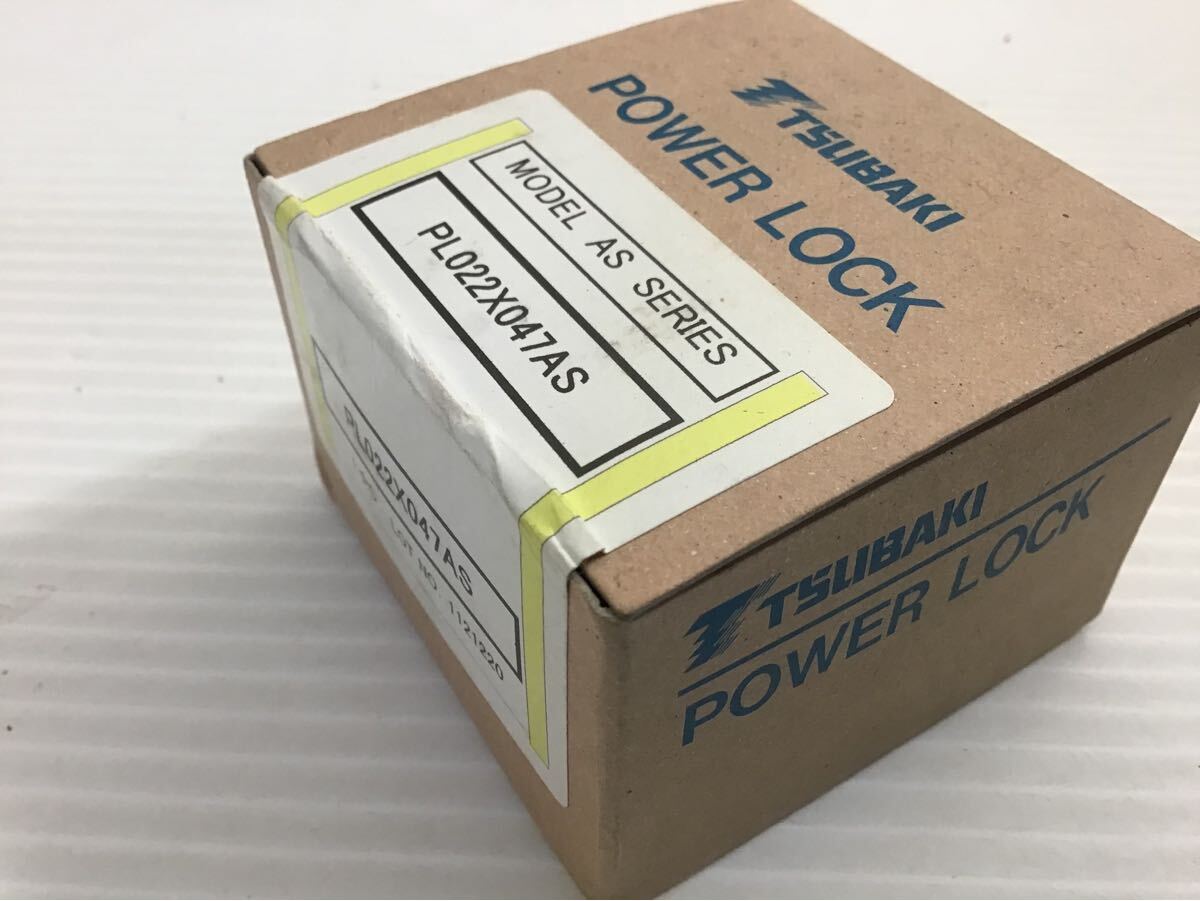 TSUBAKI
POWER LOCK
MODEL AS SERIES
PL022X047AS
PL022X047AS
LOT NO. 1121220
TSUBAKI
POWER LOCK